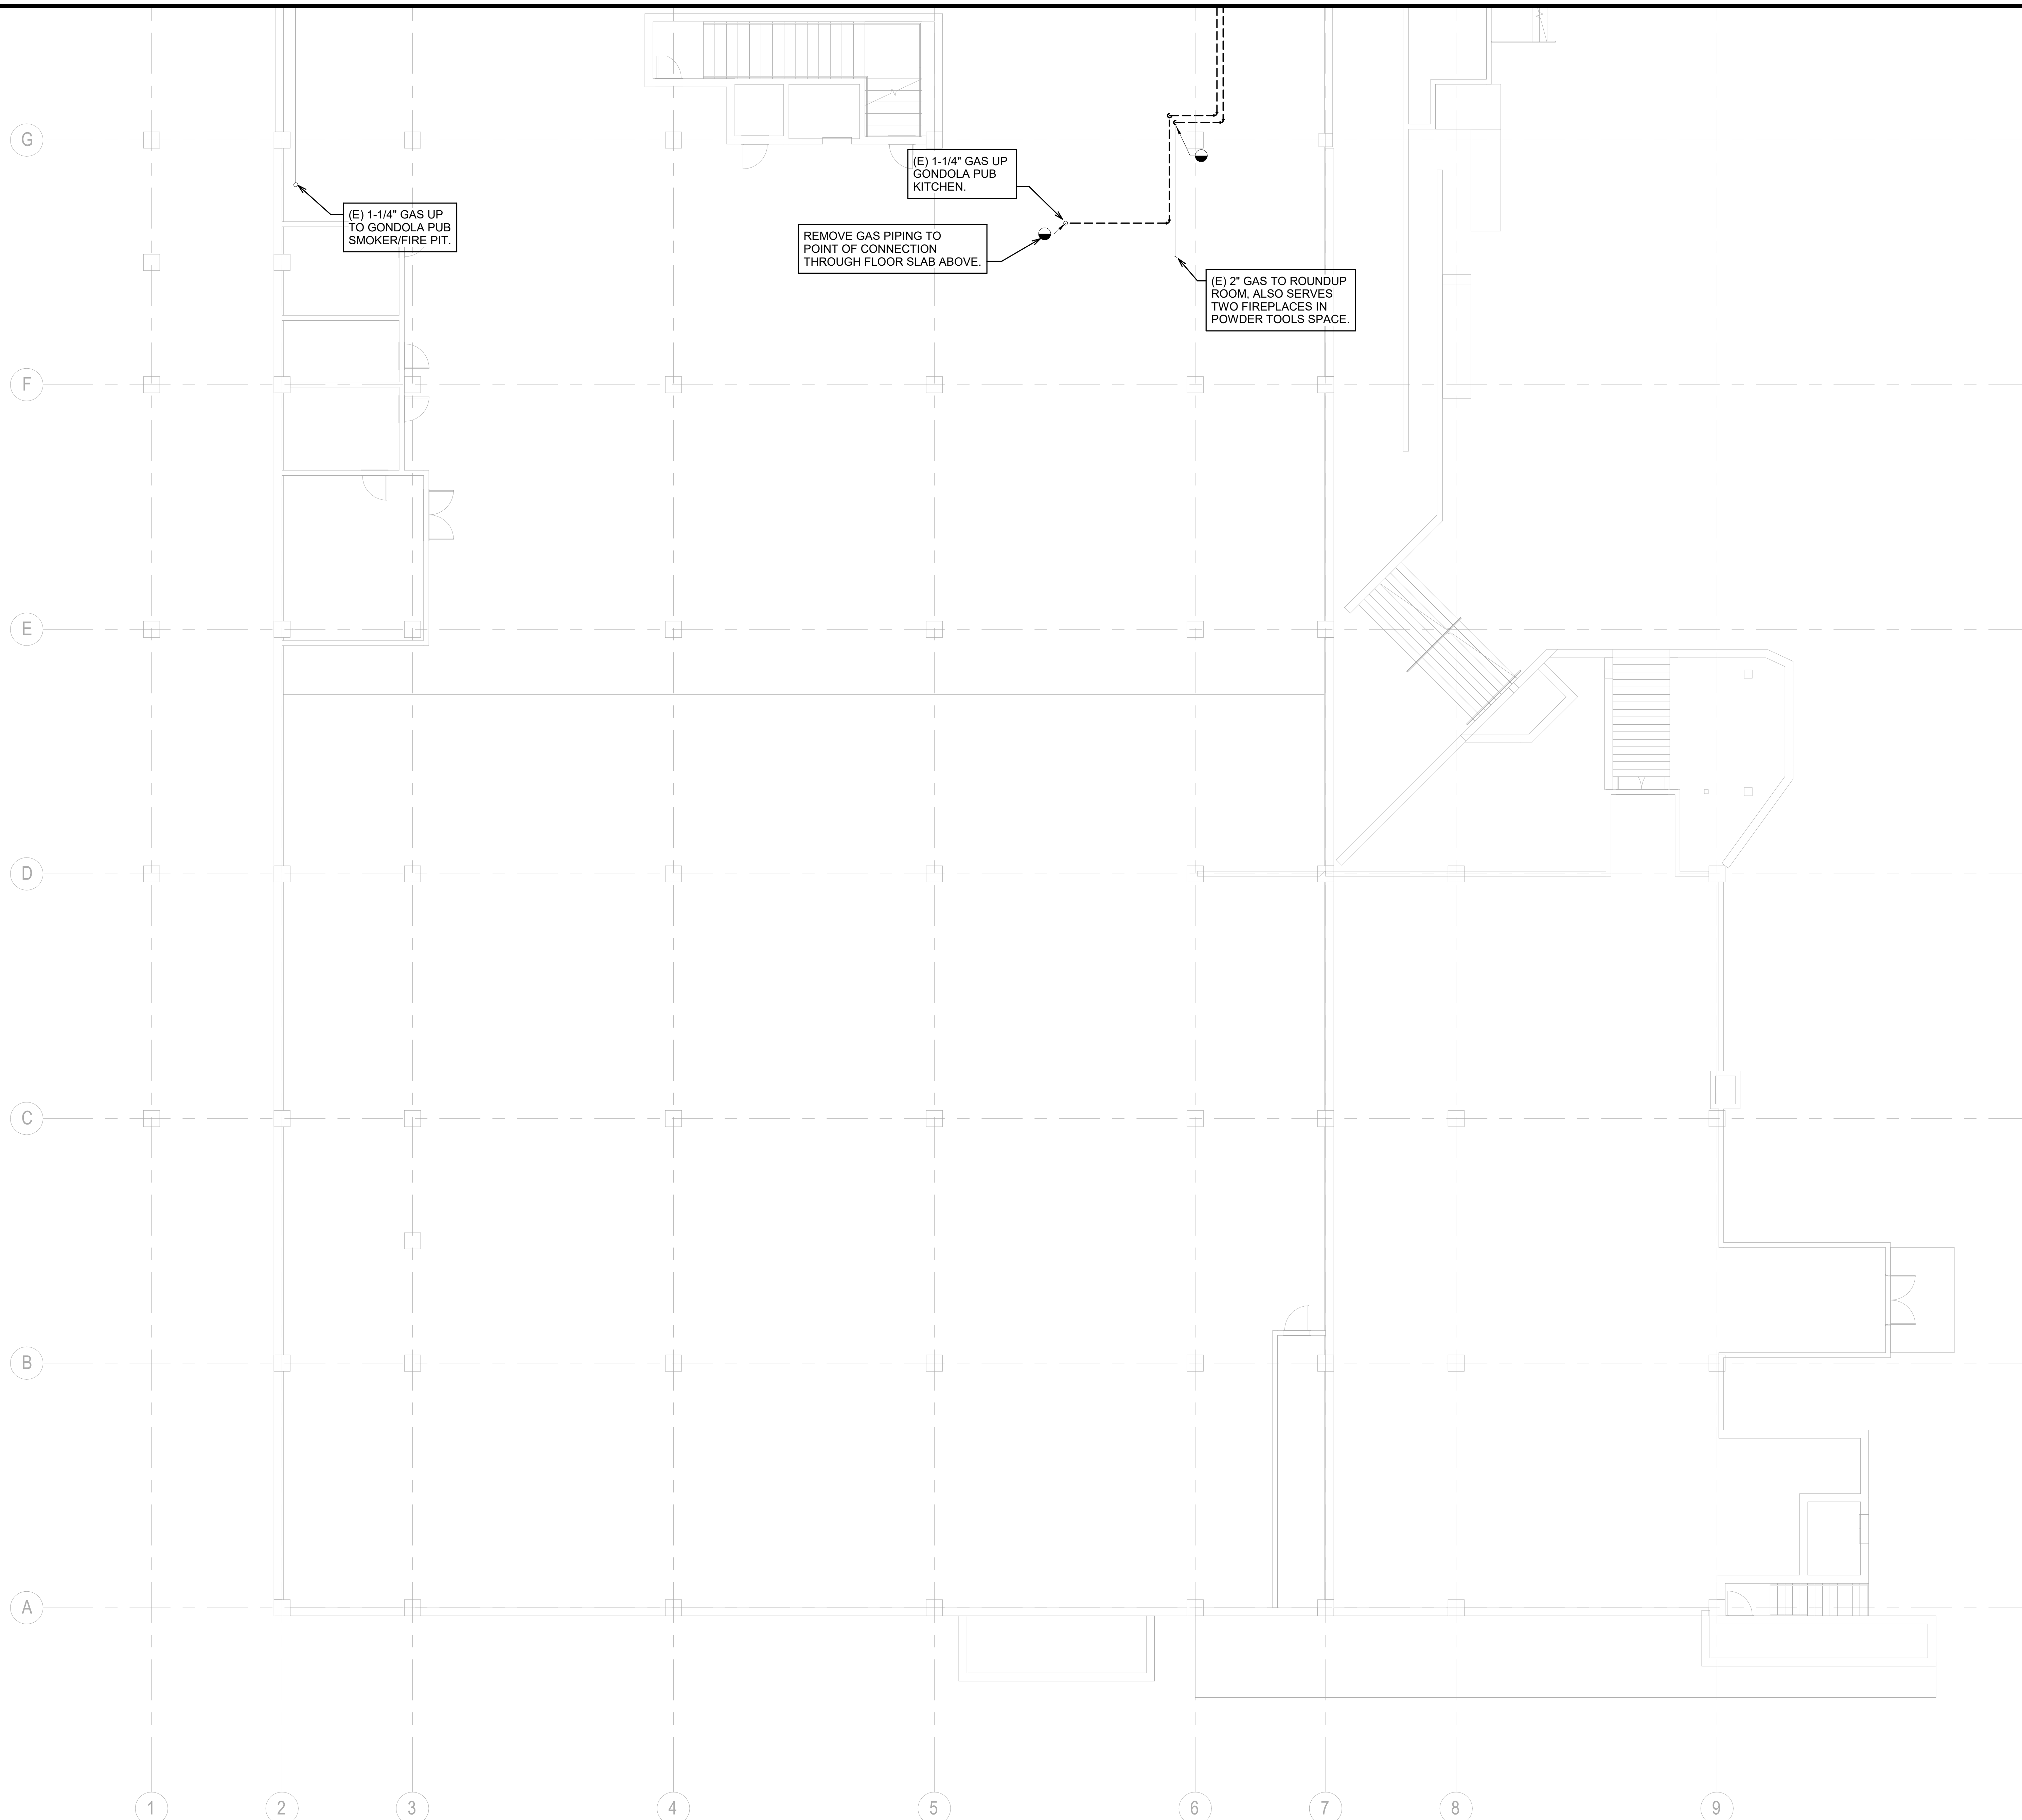 G
(E) 1-1/4" GAS UP
TO GONDOLA PUB
SMOKER/FIRE PIT.
(E) 1-1/4" GAS UP
GONDOLA PUB
KITCHEN.
REMOVE GAS PIPING TO
POINT OF CONNECTION
THROUGH FLOOR SLAB ABOVE.
(E) 2" GAS TO ROUNDUP
ROOM, ALSO SERVES
TWO FIREPLACES IN
POWDER TOOLS SPACE.
F
E
D
C
B
A
1 2 3 4 5 6 7 8 9